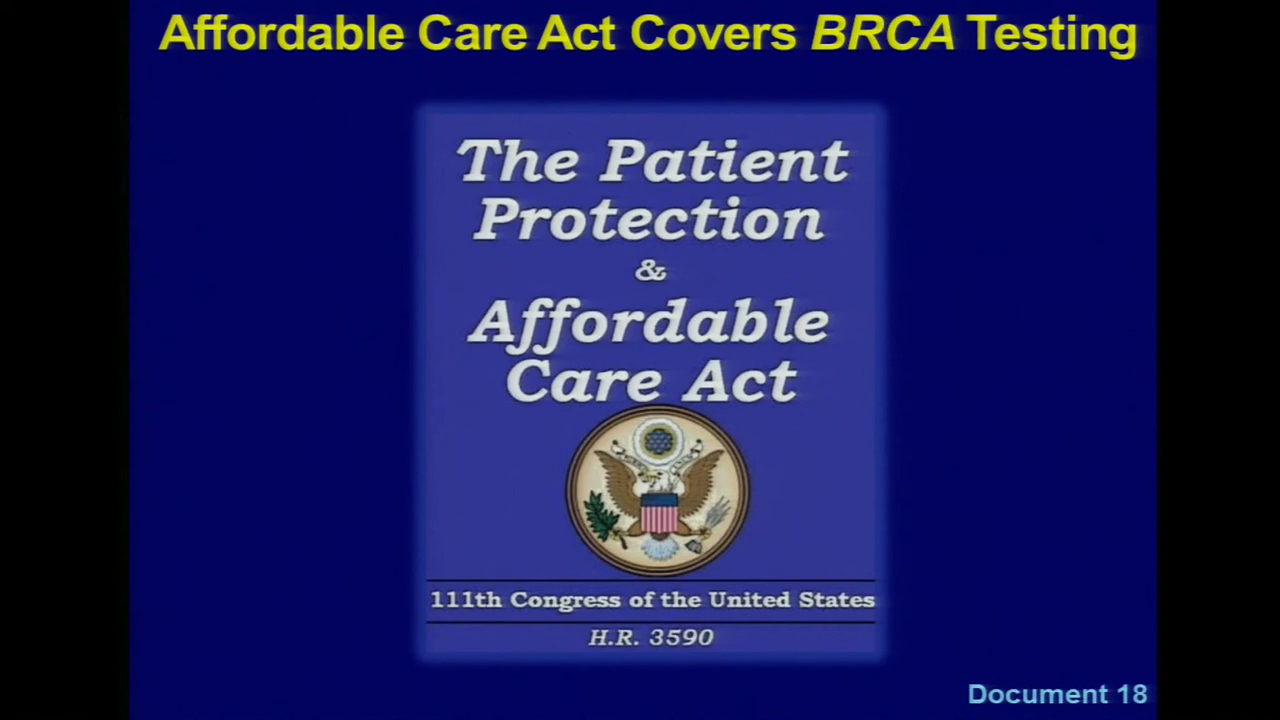 Affordable Care Act Covers BRCA Testing
The Patient
Protection
&
Affordable
Care Act
111th Congress of the United States
H.R. 3590
Document 18